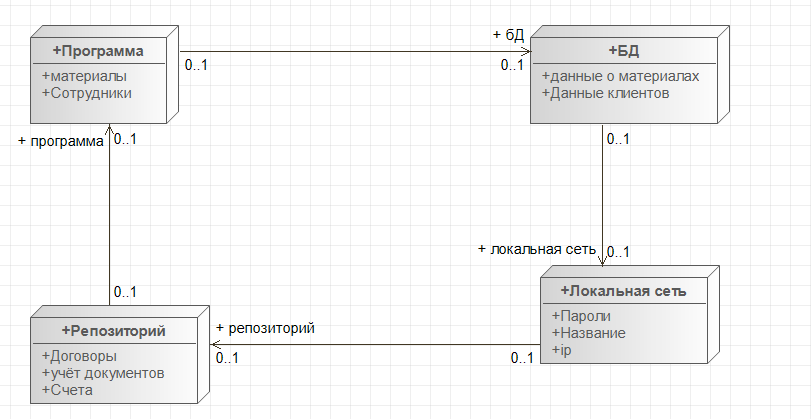 +Программа
+материалы
+Сотрудники
+ бД
0..1
0..1
+БД
+данные о материалах
+Данные клиентов
+ программа
0..1
0..1
+ локальная сеть
0..1
0..1
+Репозиторий
+Договоры
+учёт документов
+Счета
+ репозиторий
0..1
0..1
+Локальная сеть
+Пароли
+Название
+ip